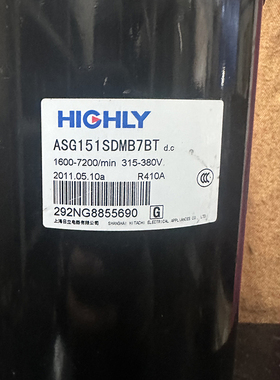 HIGHLY
ASG151SDMB7BT d.c
1600-7200/min 315-380V
2011.05.10a R410A
292NG8855690 G
上海日立电器有限公司 SHANGHAI HITACHI ELECTRICAL APPLIANCES CO.,LTD.